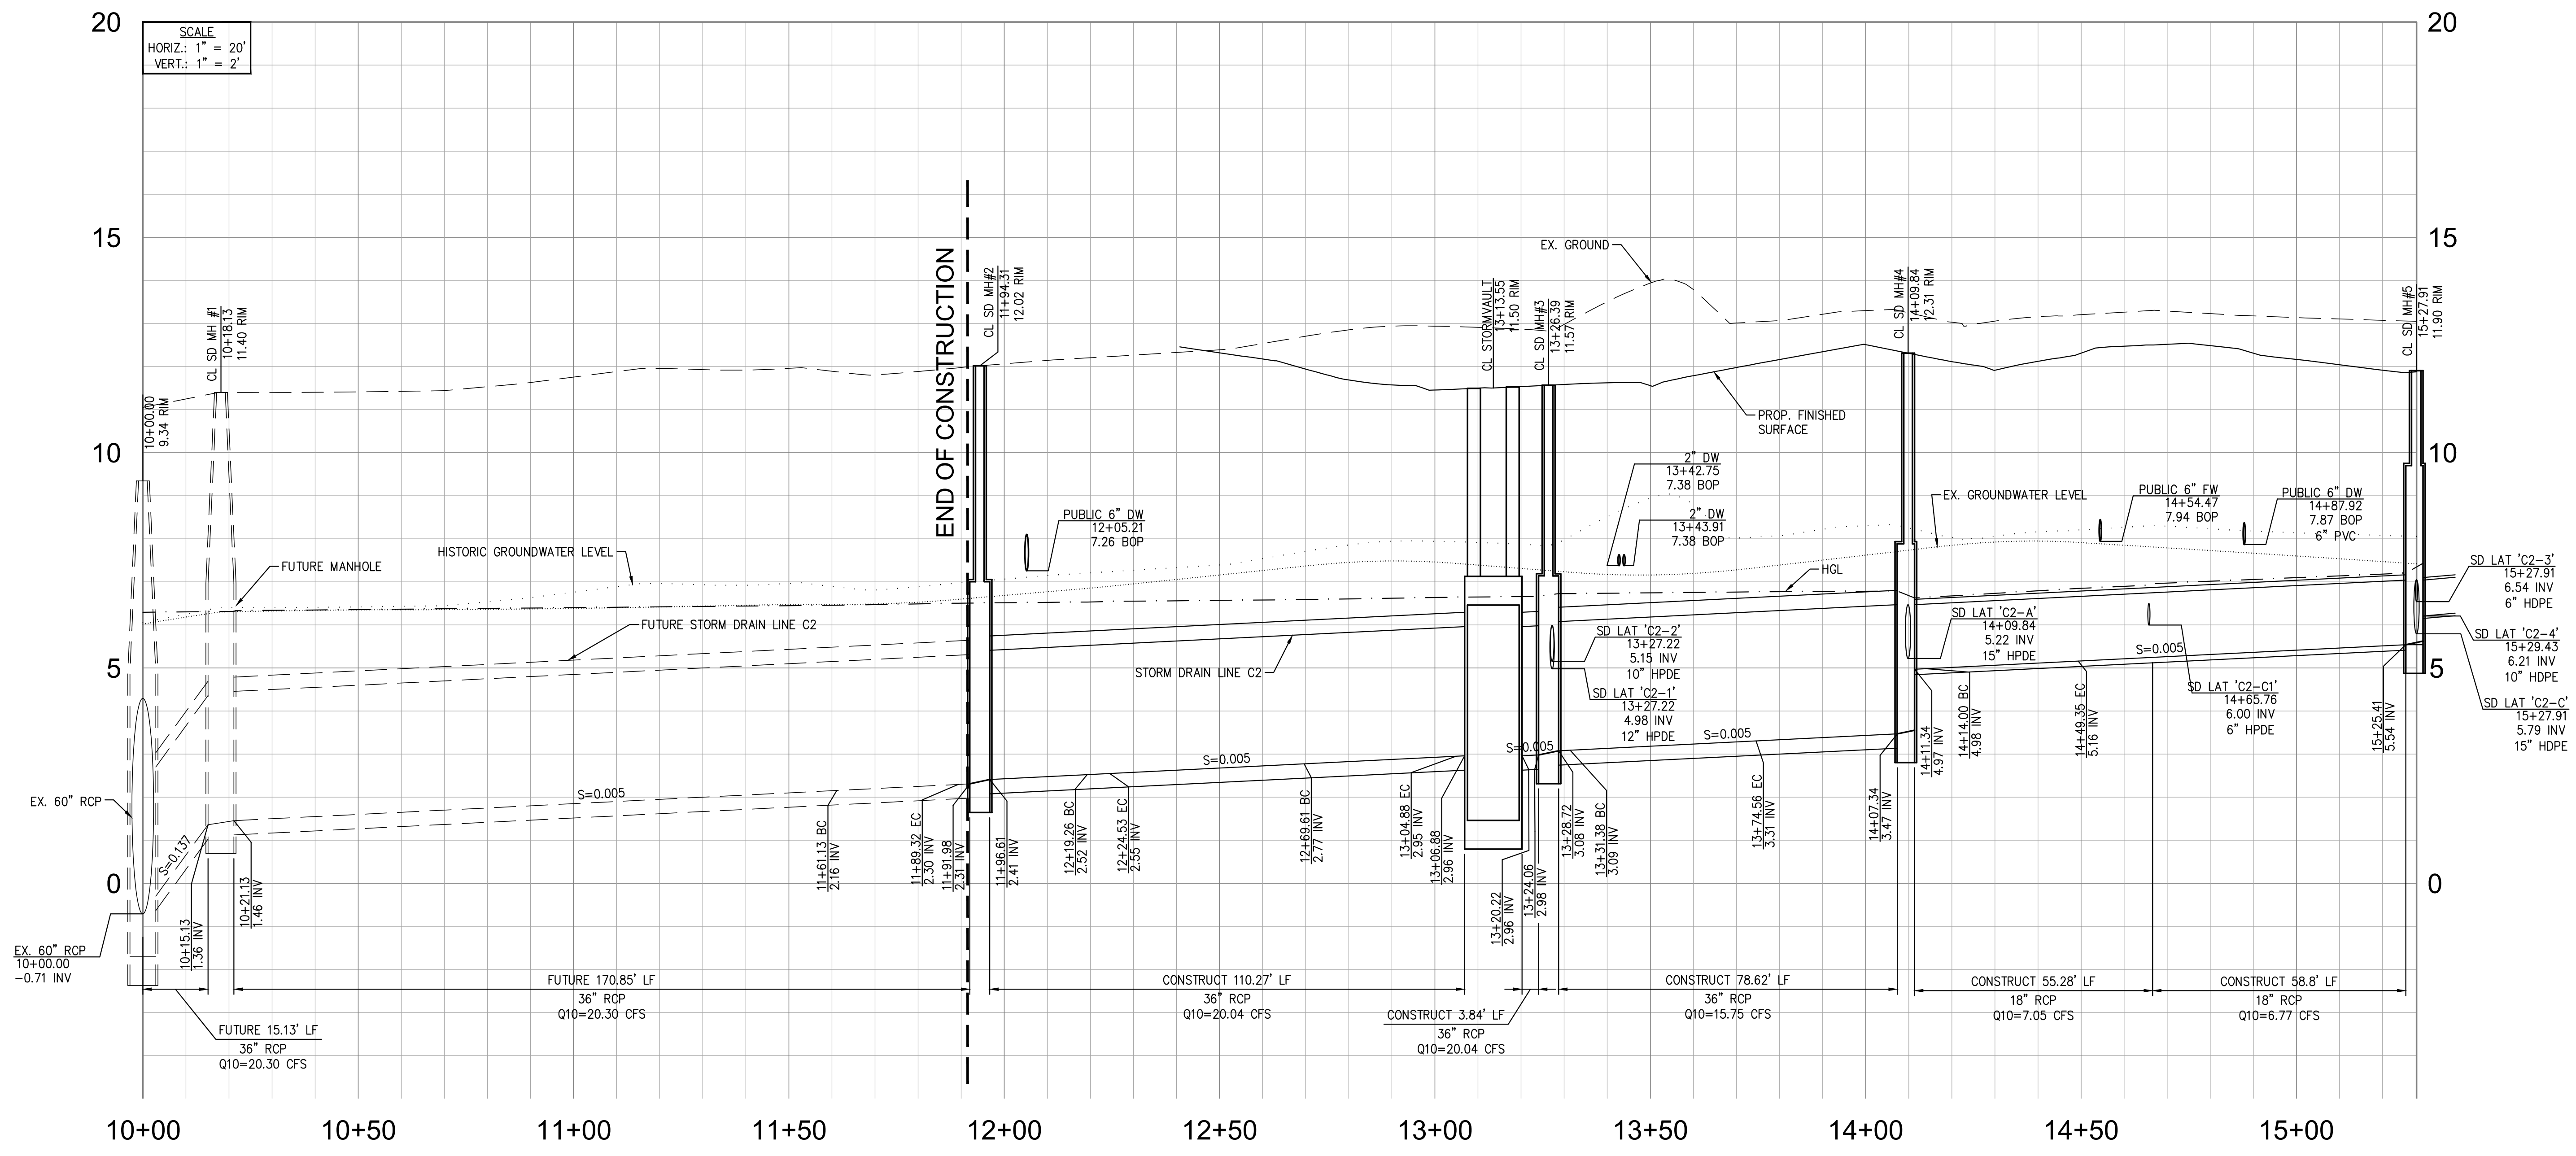 20
SCALE
HORIZ.: 1" = 20'
VERT.: 1" = 2'
20
15
15
10
10
5
5
0
0
CL SD MH #1
10+18.13
11.40 RIM
10+00.00
9.34 RIM
END OF CONSTRUCTION
CL SD MH#2
11+94.31
12.02 RIM
EX. GROUND
CL STORMVAULT
13+13.55
11.50 RIM
CL SD MH#3
13+26.39
11.57 RIM
CL SD MH#4
14+09.84
12.31 RIM
CL SD MH#5
15+27.91
11.90 RIM
PROP. FINISHED
SURFACE
2" DW
13+42.75
7.38 BOP
2" DW
13+43.91
7.38 BOP
EX. GROUNDWATER LEVEL
PUBLIC 6" FW
14+54.47
7.94 BOP
PUBLIC 6" DW
14+87.92
7.87 BOP
6" PVC
PUBLIC 6" DW
12+05.21
7.26 BOP
HISTORIC GROUNDWATER LEVEL
FUTURE MANHOLE
HGL
SD LAT 'C2-3'
15+27.91
6.54 INV
6" HDPE
FUTURE STORM DRAIN LINE C2
STORM DRAIN LINE C2
SD LAT 'C2-2'
13+27.22
5.15 INV
10" HPDE
SD LAT 'C2-1'
13+27.22
4.98 INV
12" HPDE
SD LAT 'C2-A'
14+09.84
5.22 INV
15" HPDE
S=0.005
SD LAT 'C2-4'
15+29.43
6.21 INV
10" HDPE
SD LAT 'C2-C1'
14+65.76
6.00 INV
6" HPDE
SD LAT 'C2-C'
15+27.91
5.79 INV
15" HDPE
EX. 60" RCP
S=0.137
S=0.005
S=0.005
S=0.005
S=0.005
10+15.13
1.36 INV
10+21.13
1.46 INV
11+61.13 BC
2.16 INV
11+89.32 EC
2.30 INV
11+91.98
2.31 INV
11+96.61
2.41 INV
12+19.26 BC
2.52 INV
12+24.53 EC
2.55 INV
12+69.61 BC
2.77 INV
13+04.88 EC
2.95 INV
13+06.88
2.96 INV
13+20.22
2.96 INV
13+24.06
2.98 INV
13+28.72
3.08 INV
13+31.38 BC
3.09 INV
13+74.56 EC
3.31 INV
14+07.34
3.47 INV
14+11.34
4.97 INV
14+14.00 BC
4.98 INV
14+49.35 EC
5.16 INV
15+25.41
5.54 INV
EX. 60" RCP
10+00.00
-0.71 INV
FUTURE 15.13' LF
36" RCP
Q10=20.30 CFS
FUTURE 170.85' LF
36" RCP
Q10=20.30 CFS
CONSTRUCT 110.27' LF
36" RCP
Q10=20.04 CFS
CONSTRUCT 3.84' LF
36" RCP
Q10=20.04 CFS
CONSTRUCT 78.62' LF
36" RCP
Q10=15.75 CFS
CONSTRUCT 55.28' LF
18" RCP
Q10=7.05 CFS
CONSTRUCT 58.8' LF
18" RCP
Q10=6.77 CFS
10+00
10+50
11+00
11+50
12+00
12+50
13+00
13+50
14+00
14+50
15+00